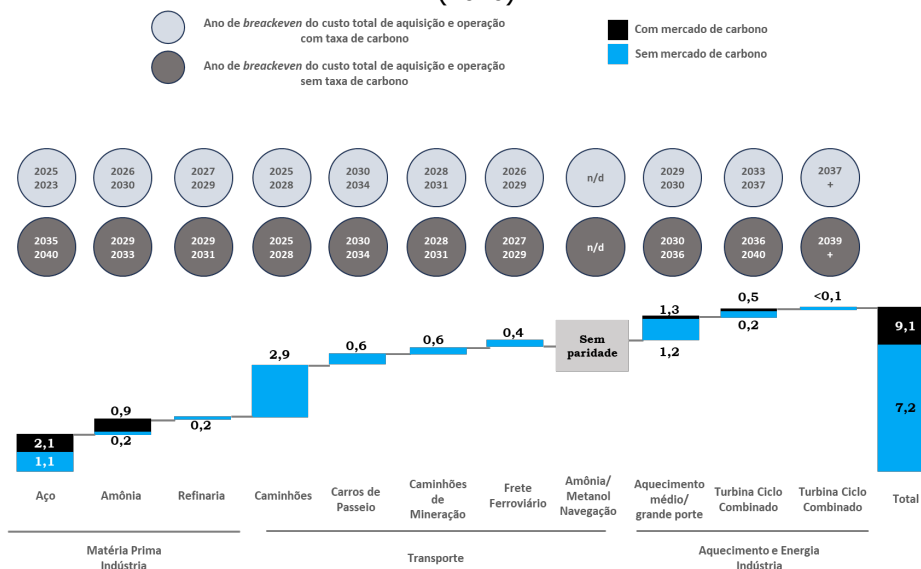 Ano de breackeven do custo total de aquisição e operação
com taxa de carbono
Ano de breackeven do custo total de aquisição e operação
sem taxa de carbono
Com mercado de carbono
Sem mercado de carbono
2025
2023
2026
2030
2027
2029
2025
2028
2030
2034
2028
2031
2026
2029
n/d
2029
2030
2033
2037
2037
+
2035
2040
2029
2033
2029
2031
2025
2028
2030
2034
2028
2031
2027
2029
n/d
2030
2036
2036
2040
2039
+
2,1
1,1
0,9
0,2
0,2
2,9
0,6
0,6
0,4
Sem
paridade
1,3
1,2
0,5
0,2
<0,1
9,1
7,2
Aço
Amônia
Refinaria
Caminhões
Carros de
Passeio
Caminhões
de
Mineração
Frete
Ferroviário
Amônia/
Metanol
Navegação
Aquecimento
médio/
grande porte
Turbina Ciclo
Combinado
Turbina Ciclo
Combinado
Total
Matéria Prima
Indústria
Transporte
Aquecimento e Energia
Indústria